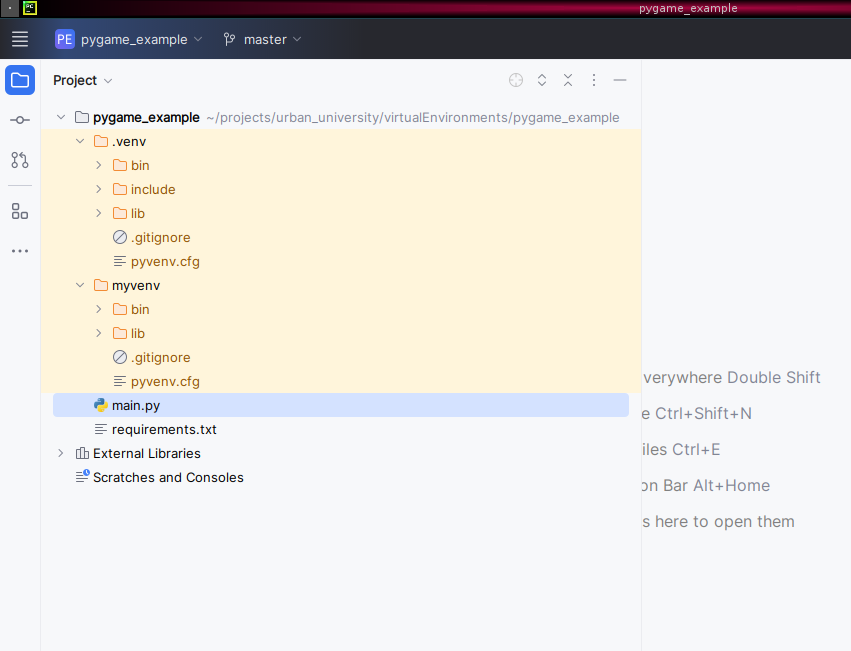 PC
pygame_example
PE pygame_example master
Project
pygame_example ~/projects/urban_university/virtualEnvironments/pygame_example
.venv
bin
include
lib
.gitignore
pyvenv.cfg
myvenv
bin
lib
.gitignore
pyvenv.cfg
verywhere Double Shift
main.py
e Ctrl+Shift+N
requirements.txt
iles Ctrl+E
External Libraries
Scratches and Consoles
on Bar Alt+Home
s here to open them